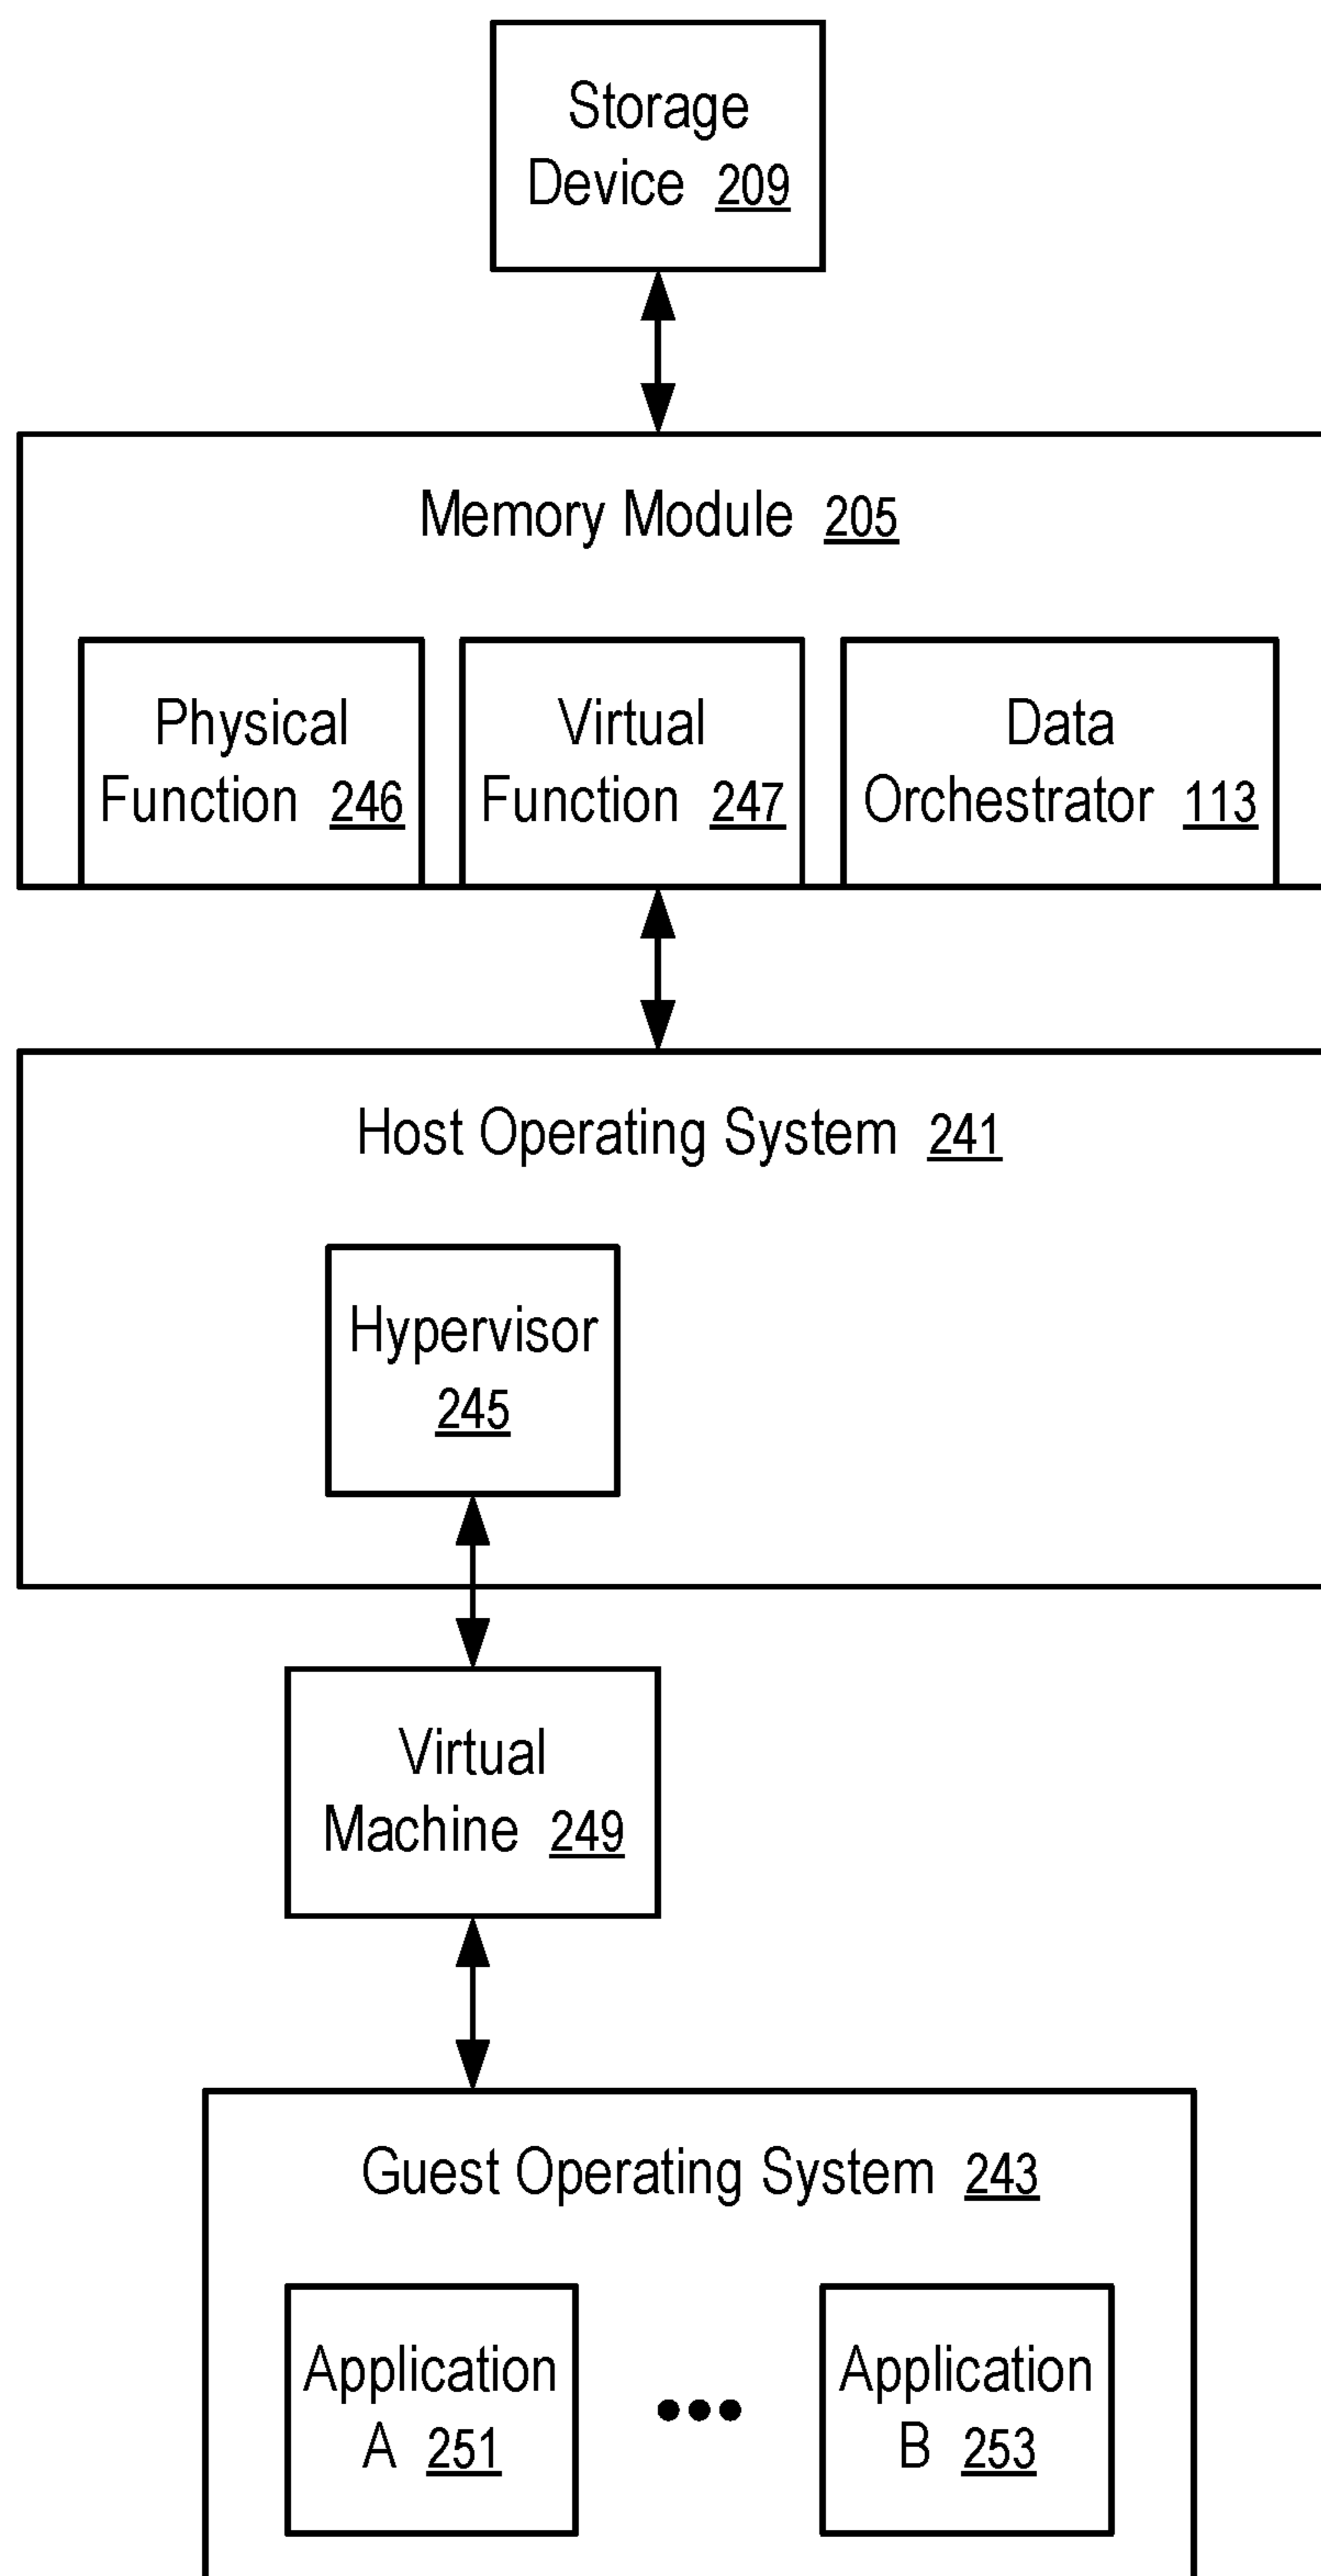 Storage
Device 209
Memory Module 205
Physical
Function 246
Virtual
Function 247
Data
Orchestrator 113
Host Operating System 241
Hypervisor
245
Virtual
Machine 249
Guest Operating System 243
Application
A 251
Application
B 253